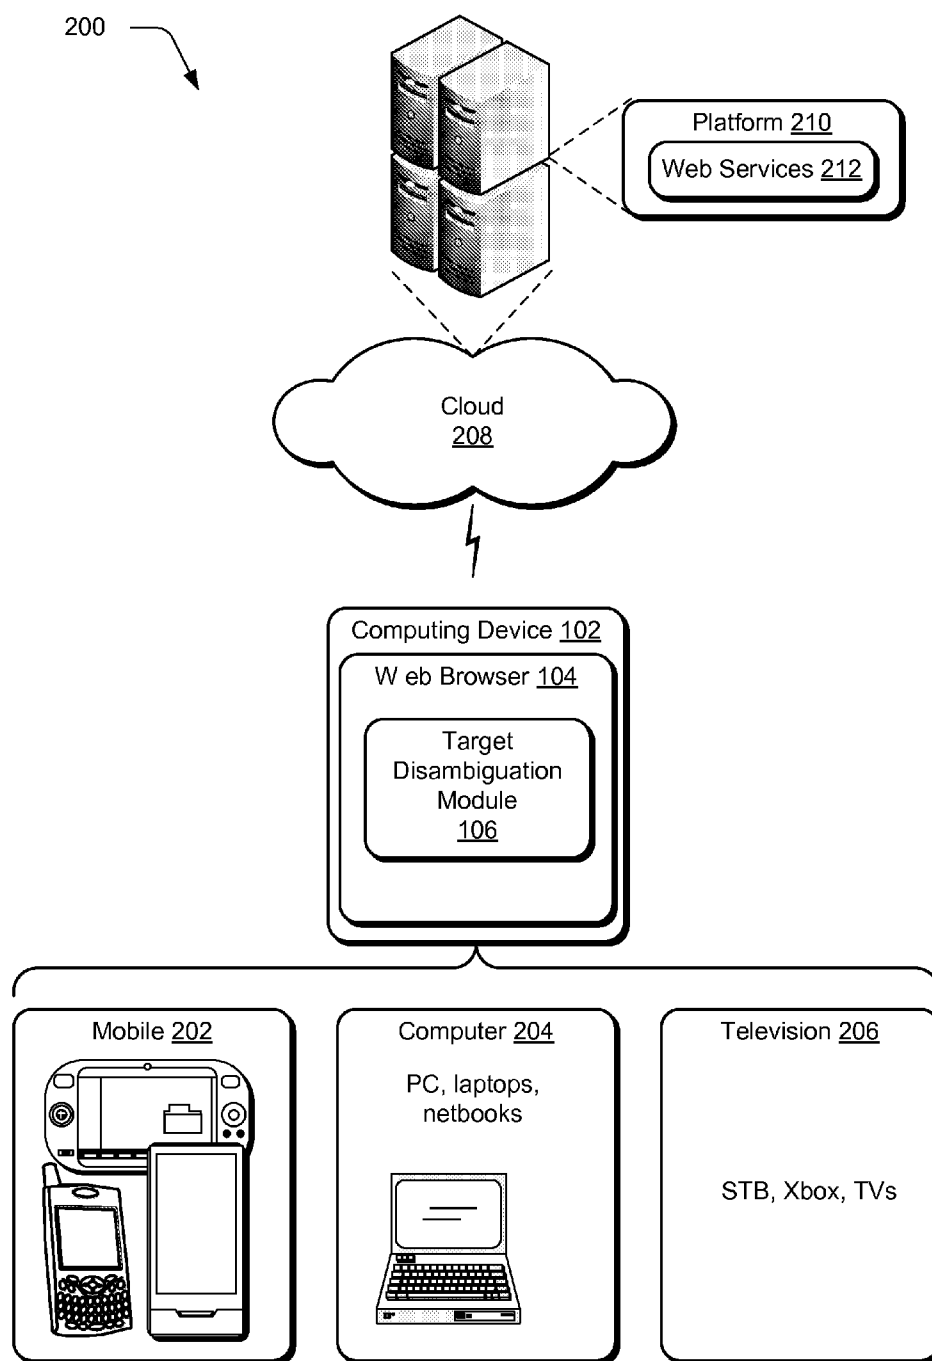 200
Platform 210
Web Services 212
Cloud
208
Computing Device 102
W eb Browser 104
Target
Disambiguation
Module
106
Mobile 202
Computer 204
PC, laptops,
netbooks
Television 206
STB, Xbox, TVs